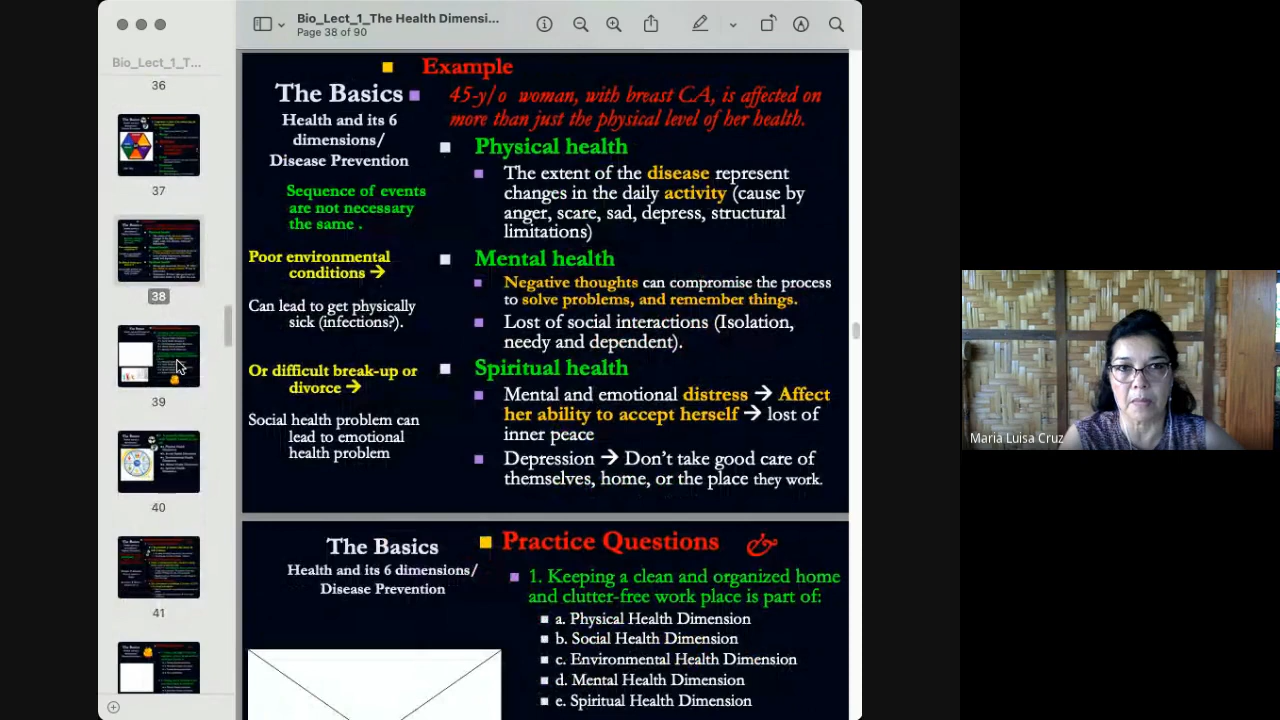 Bio_Lect_1_The Health Dimensi...
Page 38 of 90
Bio_Lect_1_T...
36
37
38
39
40
41
Example
The Basics
Health and its 6
dimensions/
Disease Prevention
Sequence of events
are not necessary
the same .
Poor environmental
conditions →
Can lead to get physically
sick (infections?).
Or difficult break-up or
divorce →
Social health problem can
lead to emotional
health problem
45-y/o woman, with breast CA, is affected on
more than just the physical level of her health.
Physical health
The extent of the disease represent
changes in the daily activity (cause by
anger, scare, sad, depress, structural
limitations)
Mental health
Negative thoughts can compromise the process
to solve problems, and remember things.
Lost of social interactions (Isolation,
needy and dependent).
Spiritual health
Mental and emotional distress → Affect
her ability to accept herself → lost of
inner peace
Depression → Don't take good care of
themselves, home, or the place they work.
The Basics
Health and its 6 dimensions/
Disease Prevention
Practice Questions
1. Keeping a clean and organized home
and clutter-free work place is part of:
a. Physical Health Dimension
b. Social Health Dimension
c. Environmental Health Dimension
d. Mental Health Dimension
e. Spiritual Health Dimension
Maria Luisa Cruz